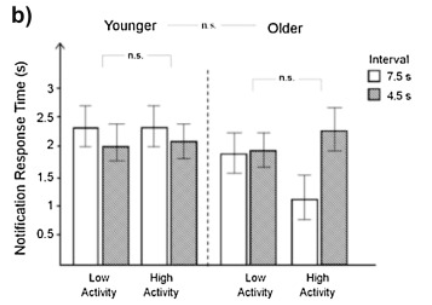 b)
Younger n.s. Older
n.s.
n.s.
Interval
7.5 s
4.5 s
Notification Response Time (s)
3
2.5
2
1.5
1
0.5
Low Activity
High Activity
Low Activity
High Activity